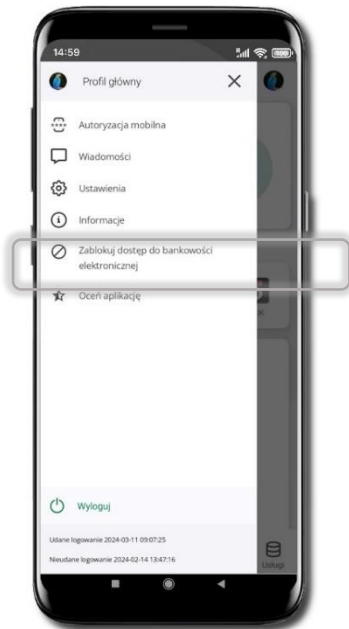 14:59
Profil główny
Autoryzacja mobilna
Wiadomości
Ustawienia
Informacje
Zablokuj dostęp do bankowości
elektronicznej
Oceń aplikację
Wyloguj
Udane logowanie 2024-03-11 09:07:25
Nieudane logowanie 2024-02-14 13:47:16
Usługi